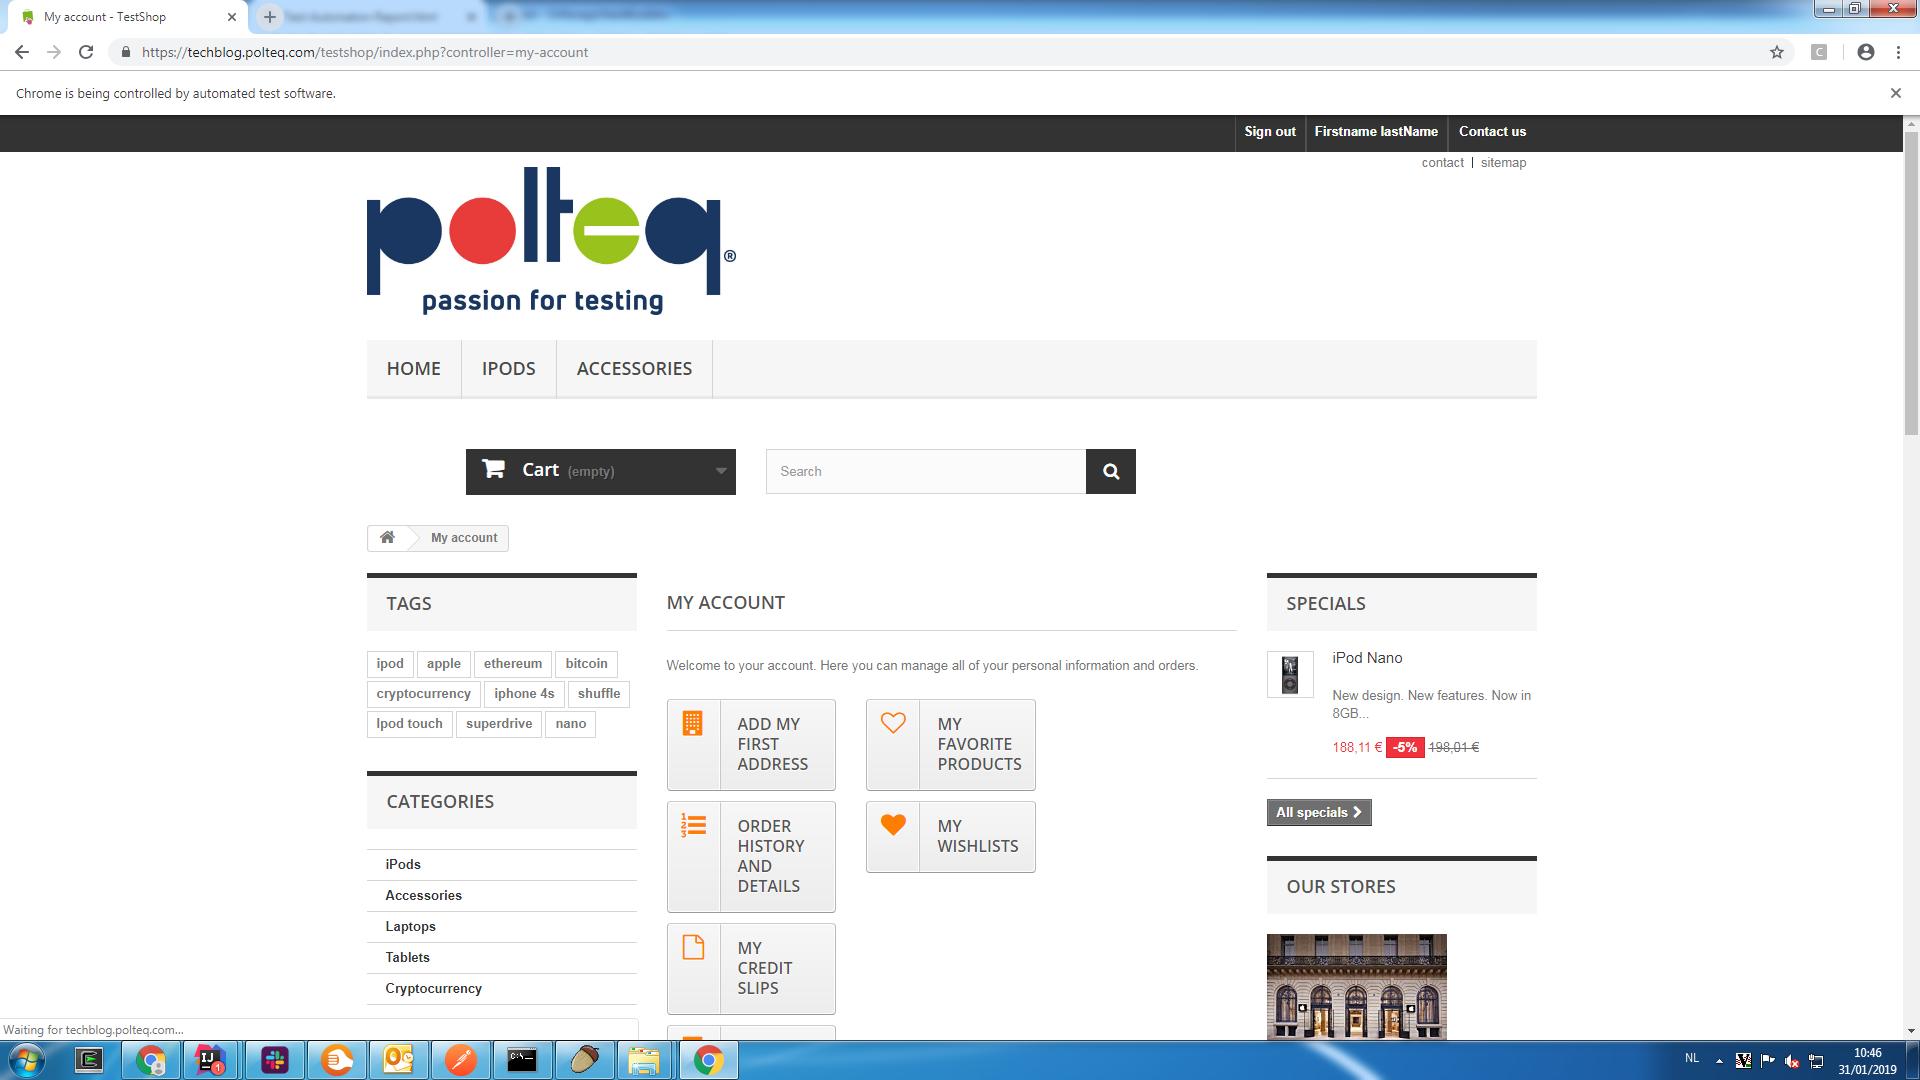 My account - TestShop
https://techblog.polteq.com/testshop/index.php?controller=my-account
Chrome is being controlled by automated test software.
Sign out
Firstname lastName
Contact us
contact | sitemap
polteq®
passion for testing
HOME
IPODS
ACCESSORIES
Cart (empty)
Search
My account
TAGS
ipod
apple
ethereum
bitcoin
cryptocurrency
iphone 4s
shuffle
Ipod touch
superdrive
nano
CATEGORIES
iPods
Accessories
Laptops
Tablets
Cryptocurrency
MY ACCOUNT
Welcome to your account. Here you can manage all of your personal information and orders.
ADD MY
FIRST
ADDRESS
MY
FAVORITE
PRODUCTS
ORDER
HISTORY
AND
DETAILS
MY
WISHLISTS
MY
CREDIT
SLIPS
SPECIALS
iPod Nano
New design. New features. Now in
8GB...
188,11 € -5% 198,01 €
All specials
OUR STORES
Waiting for techblog.polteq.com...
NL
10:46
31/01/2019